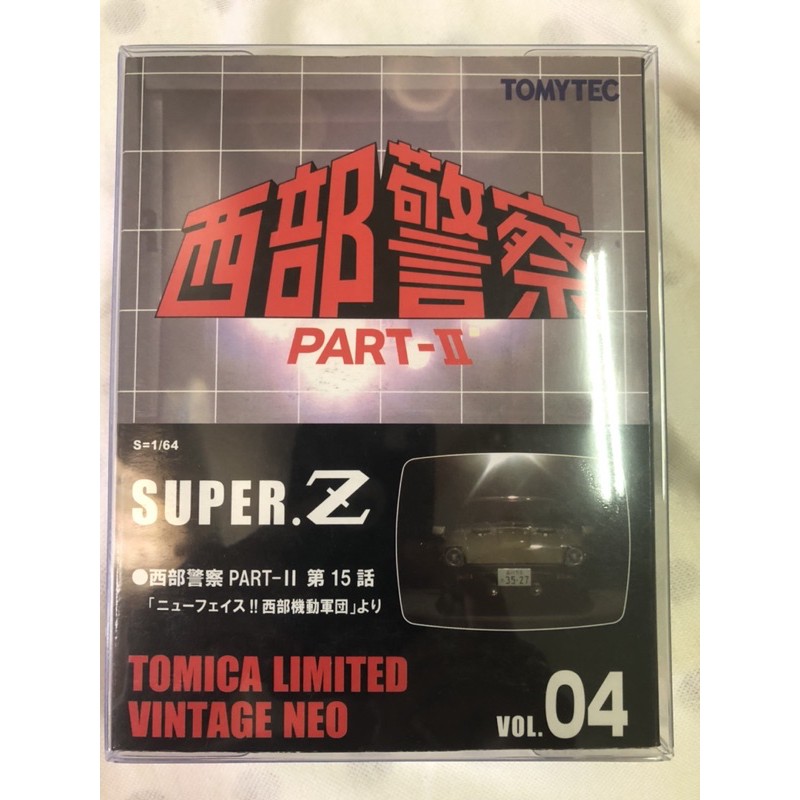 TOMYTEC
西部警察
PART-II
S=1/64
SUPER.Z
●西部警察 PART-II 第15話
「ニューフェイス!!西部機動軍団」より
35-27
TOMICA LIMITED
VINTAGE NEO
VOL.04